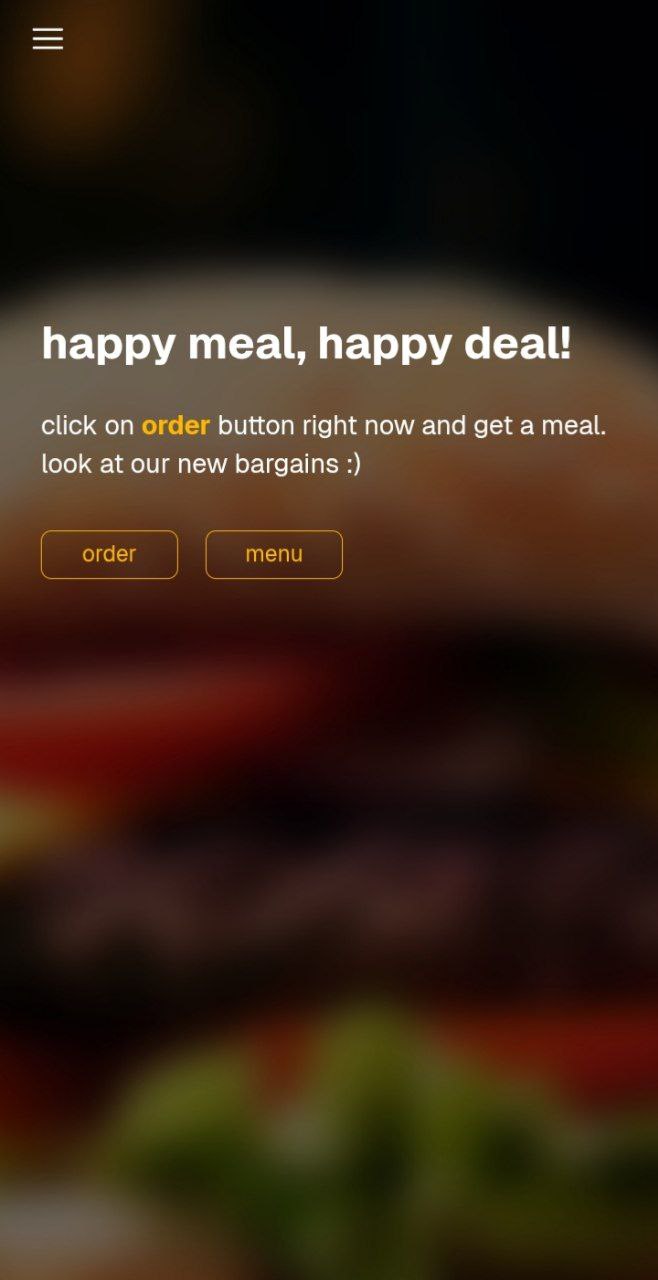 happy meal, happy deal!
click on order button right now and get a meal.
look at our new bargains :)
order
menu